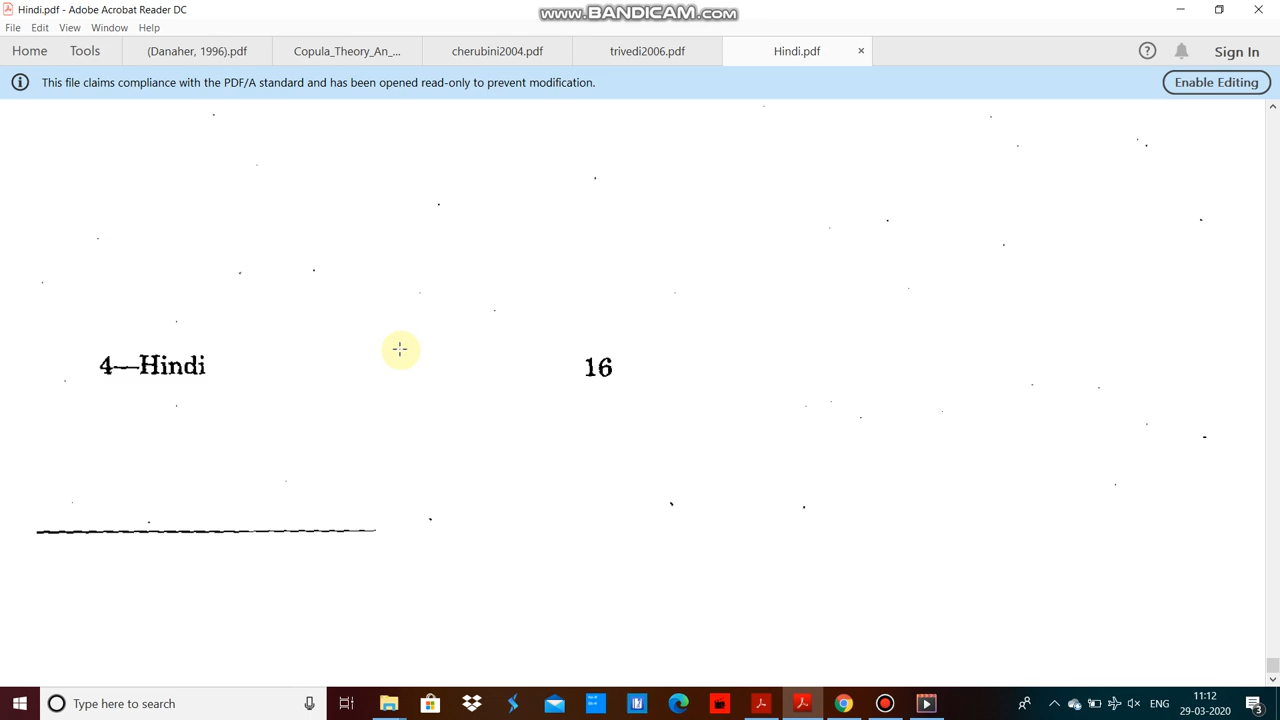 Hindi.pdf - Adobe Acrobat Reader DC
www.BANDICAM.com
File Edit View Window Help
Home Tools (Danaher, 1996).pdf Copula_Theory_An_... cherubini2004.pdf trivedi2006.pdf Hindi.pdf × Sign In
This file claims compliance with the PDF/A standard and has been opened read-only to prevent modification. Enable Editing
4—Hindi 16
Type here to search ENG 11:12
29-03-2020 3